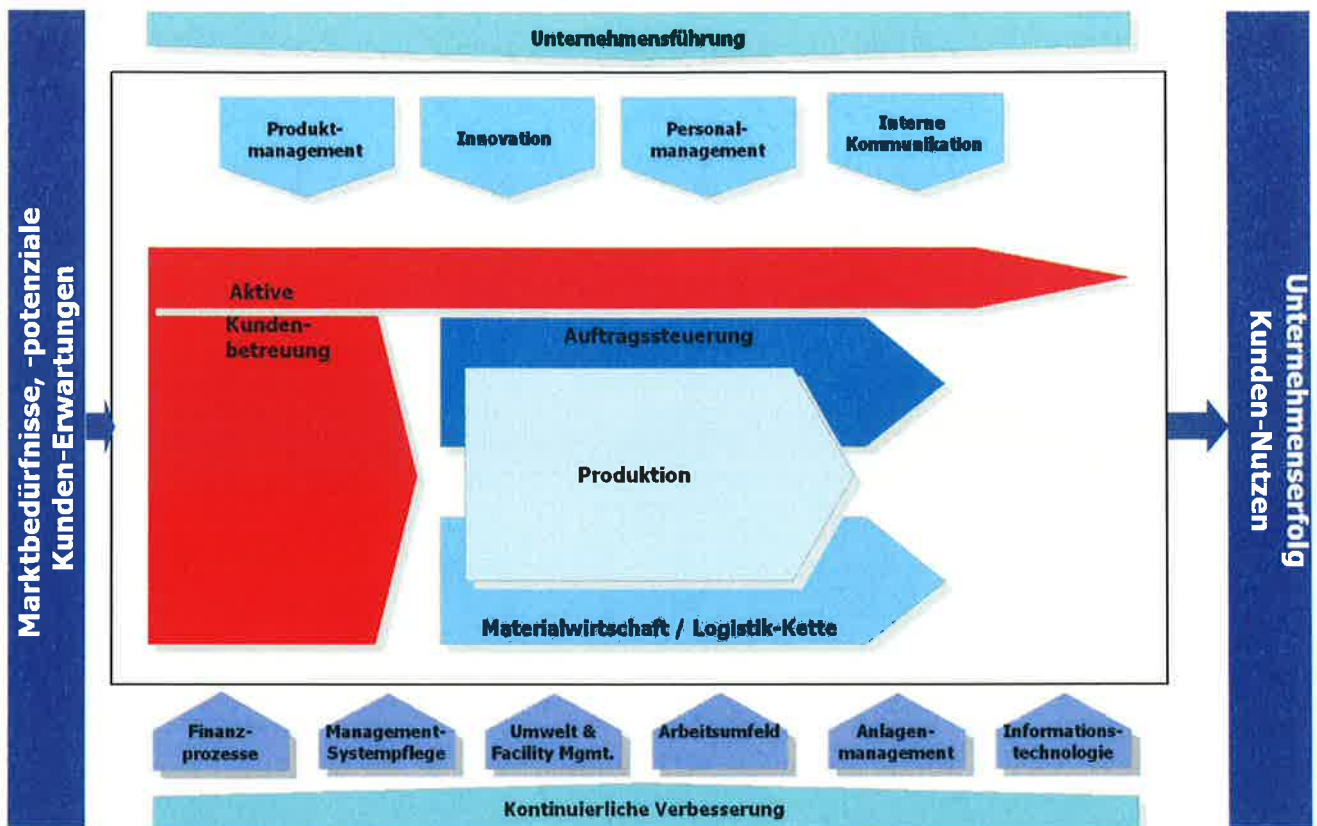 Unternehmensführung
Produkt-
management
Innovation
Personal-
management
Interne
Kommunikation
Marktbedürfnisse, -potenziale
Kunden-Erwartungen
Aktive
Kunden-
betreuung
Auftragssteuerung
Produktion
Materialwirtschaft / Logistik-Kette
Unternehmenserfolg
Kunden-Nutzen
Finanz-
prozesse
Management-
Systempflege
Umwelt &
Facility Mgmt.
Arbeitsumfeld
Anlagen-
management
Informations-
technologie
Kontinuierliche Verbesserung